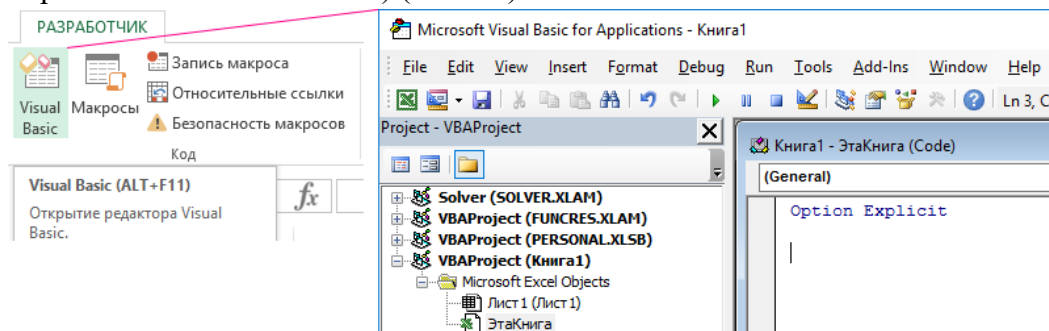 РАЗРАБОТЧИК
Visual Basic
Макросы
Запись макроса
Относительные ссылки
Безопасность макросов
Код
Visual Basic (ALT+F11)
Открытие редактора Visual
Basic.
fx
Microsoft Visual Basic for Applications - Книга1
File Edit View Insert Format Debug Run Tools Add-Ins Window Help
Ln 3, C
Project - VBAProject
Solver (SOLVER.XLAM)
VBAProject (FUNCRES.XLAM)
VBAProject (PERSONAL.XLSB)
VBAProject (Книга1)
Microsoft Excel Objects
Лист1 (Лист1)
ЭтаКнига
Книга1 - ЭтаКнига (Code)
(General)
Option Explicit